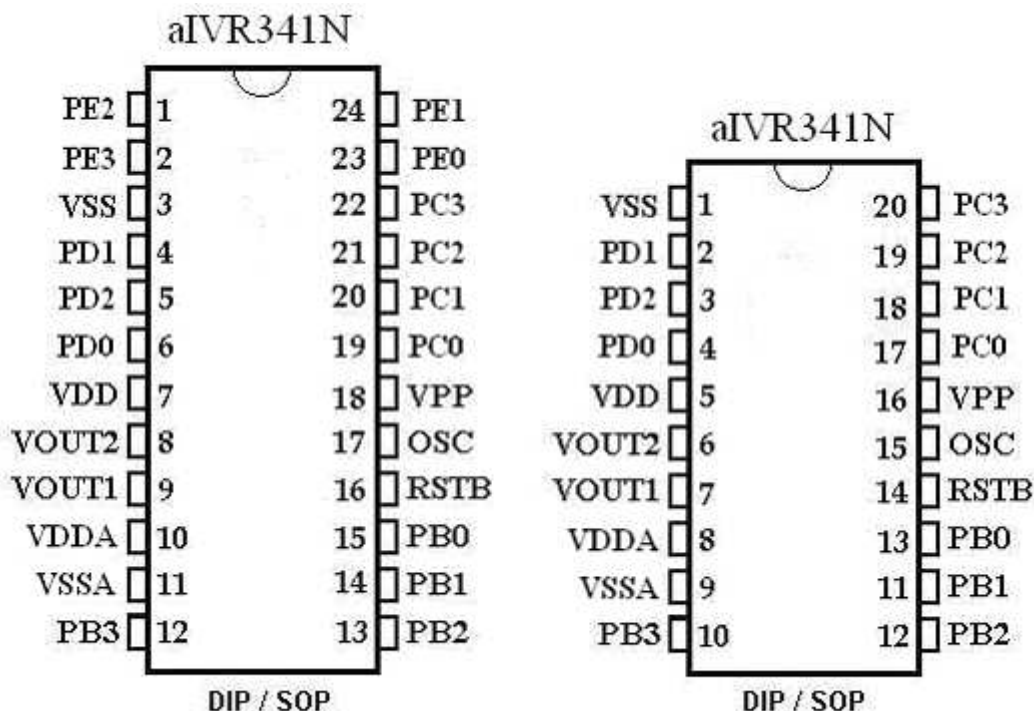 aIVR341N
PE2 1 24 PE1
PE3 2 23 PE0
VSS 3 22 PC3
PD1 4 21 PC2
PD2 5 20 PC1
PD0 6 19 PC0
VDD 7 18 VPP
VOUT2 8 17 OSC
VOUT1 9 16 RSTB
VDDA 10 15 PB0
VSSA 11 14 PB1
PB3 12 13 PB2
DIP / SOP
aIVR341N
VSS 1 20 PC3
PD1 2 19 PC2
PD2 3 18 PC1
PD0 4 17 PC0
VDD 5 16 VPP
VOUT2 6 15 OSC
VOUT1 7 14 RSTB
VDDA 8 13 PB0
VSSA 9 11 PB1
PB3 10 12 PB2
DIP / SOP